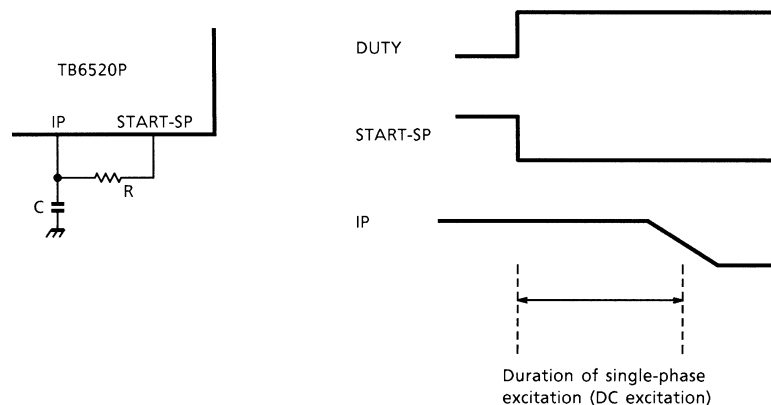 TB6520P
IP
START-SP
R
C
DUTY
START-SP
IP
Duration of single-phase
excitation (DC excitation)